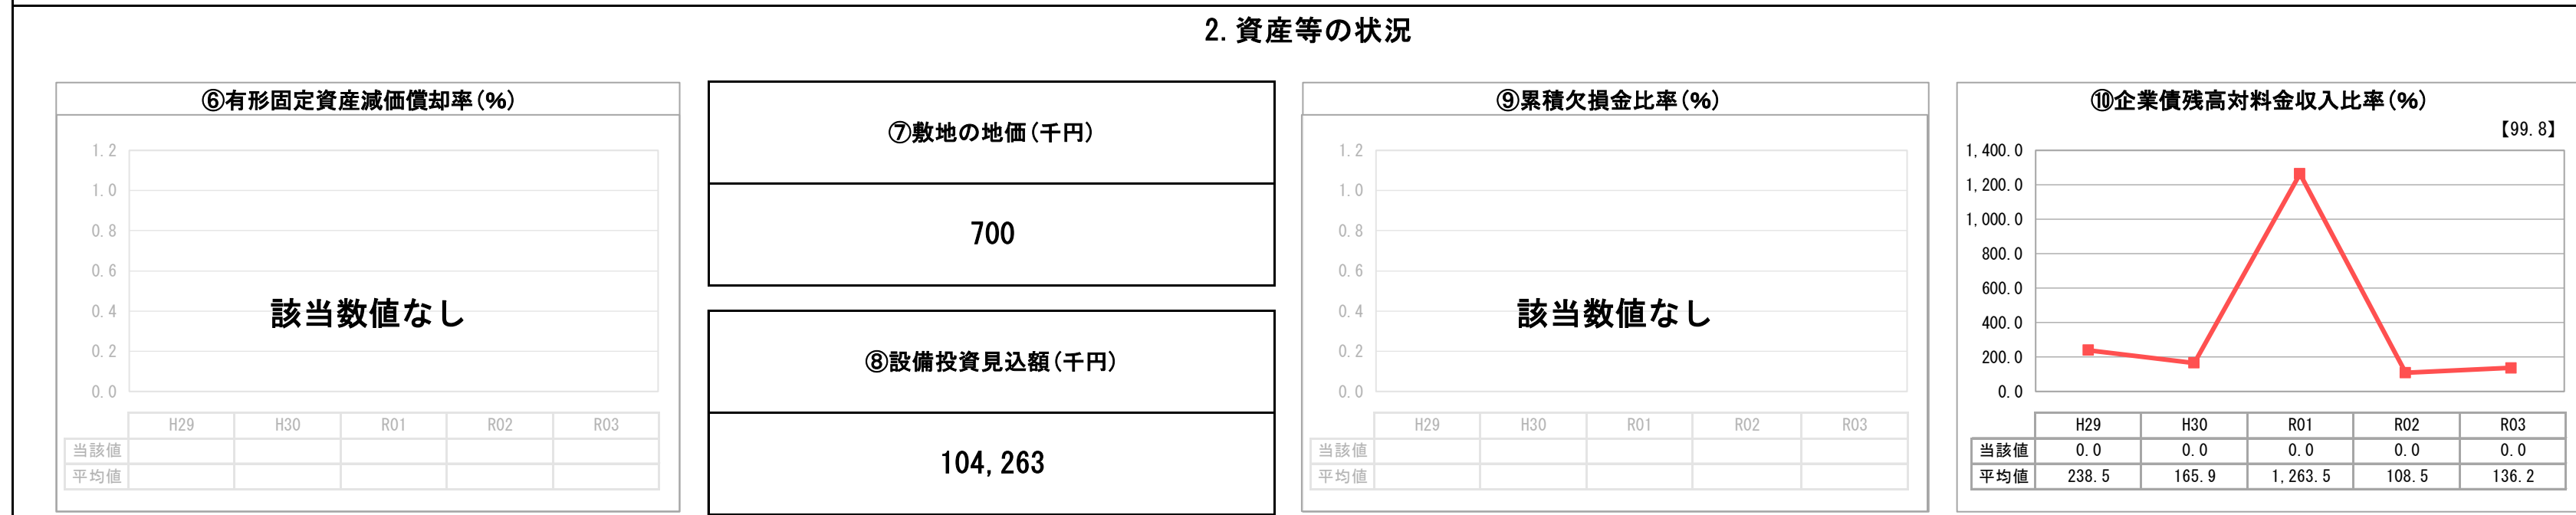 2.資産等の状況
⑥有形固定資産減価償却率(%)
1.2
1.0
0.8
0.6
0.4
0.2
0.0
該当数値なし
H29 H30 R01 R02 R03
当該値
平均値
⑦敷地の地価(千円)
700
⑧設備投資見込額(千円)
104,263
⑨累積欠損金比率(%)
1.2
1.0
0.8
0.6
0.4
0.2
0.0
該当数値なし
H29 H30 R01 R02 R03
当該値
平均値
⑩企業債残高対料金収入比率(%)
【99.8】
1,400.0
1,200.0
1,000.0
800.0
600.0
400.0
200.0
0.0
H29 H30 R01 R02 R03
当該値 0.0 0.0 0.0 0.0 0.0
平均値 238.5 165.9 1,263.5 108.5 136.2